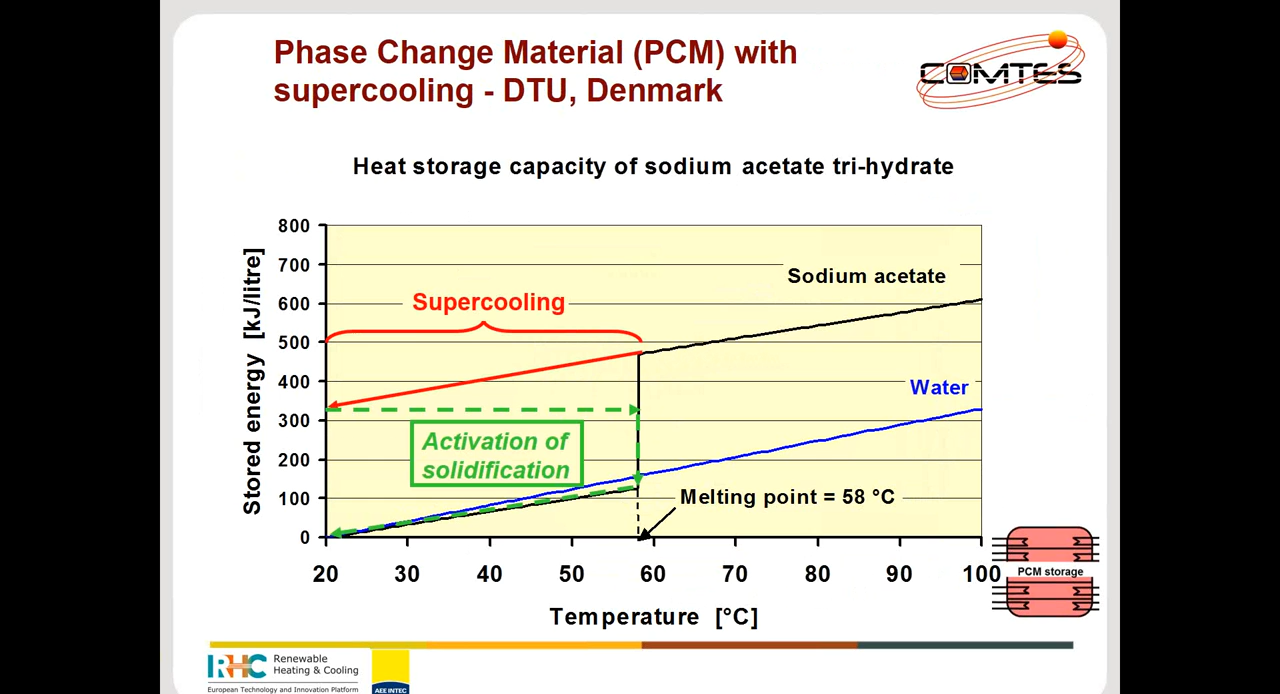 Phase Change Material (PCM) with
supercooling - DTU, Denmark
COMTES
Heat storage capacity of sodium acetate tri-hydrate
Stored energy [kJ/litre]
800
700
600
500
400
300
200
100
0
Sodium acetate
Supercooling
Water
Activation of
solidification
Melting point = 58 °C
20 30 40 50 60 70 80 90 100
Temperature [°C]
PCM storage
RHC
Renewable
Heating & Cooling
European Technology and Innovation Platform
AEE INTEC